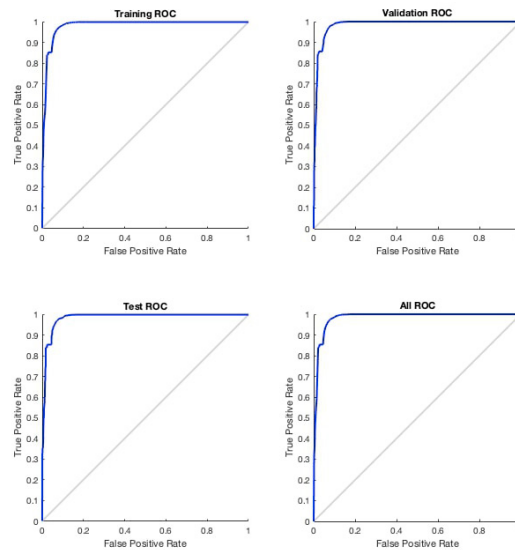 Training ROC
1
0.9
0.8
0.7
0.6
0.5
0.4
0.3
0.2
0.1
0
True Positive Rate
0 0.2 0.4 0.6 0.8 1
False Positive Rate
Validation ROC
1
0.9
0.8
0.7
0.6
0.5
0.4
0.3
0.2
0.1
0
True Positive Rate
0 0.2 0.4 0.6 0.8
False Positive Rate
Test ROC
1
0.9
0.8
0.7
0.6
0.5
0.4
0.3
0.2
0.1
0
True Positive Rate
0 0.2 0.4 0.6 0.8 1
False Positive Rate
All ROC
1
0.9
0.8
0.7
0.6
0.5
0.4
0.3
0.2
0.1
0
True Positive Rate
0 0.2 0.4 0.6 0.8
False Positive Rate